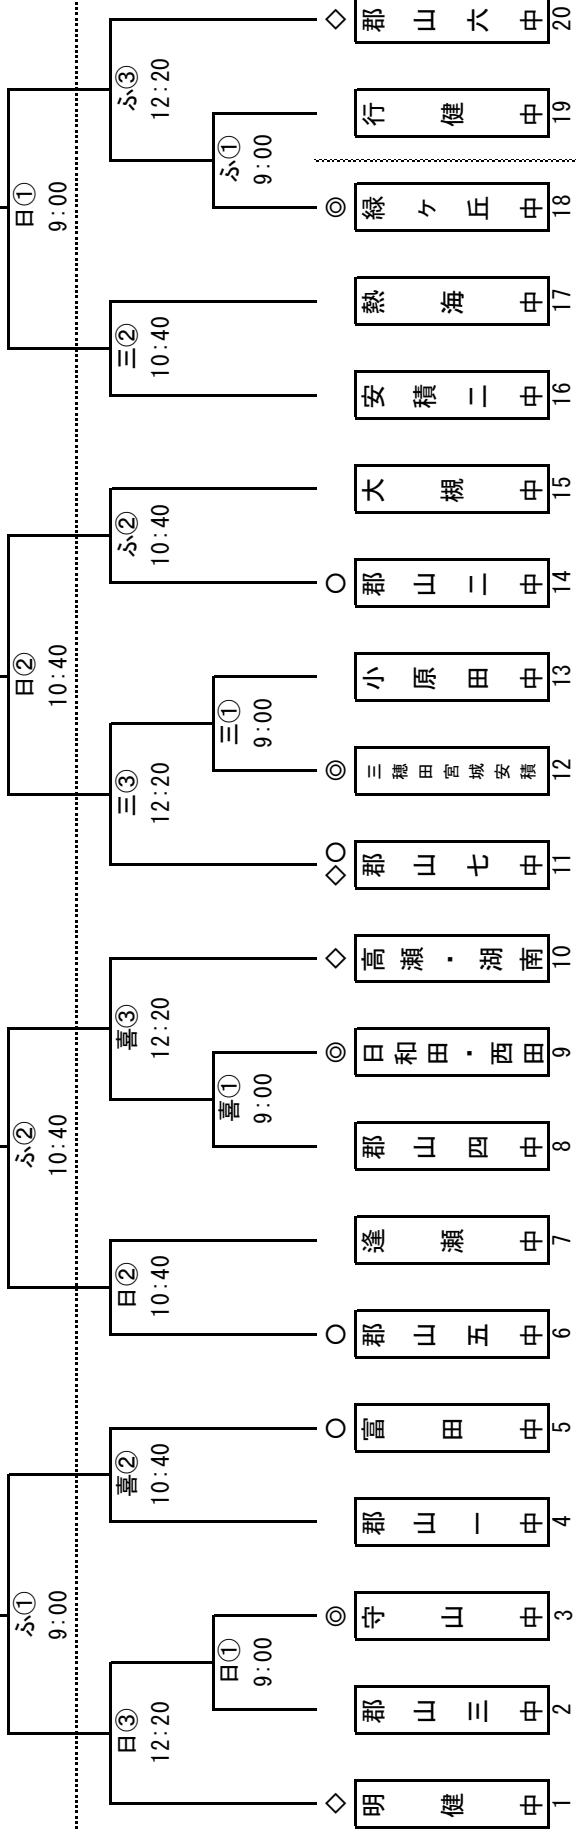 ふ①
9:00
ふ②
10:40
日②
10:40
日①
9:00
日③
12:20
喜②
10:40
日②
10:40
喜③
12:20
三③
12:20
ふ②
10:40
三②
10:40
ふ③
12:20
日①
9:00
喜①
9:00
三①
9:00
ふ①
9:00
◇ 明健中 1
郡山三中 2
◎ 守山中 3
郡山一中 4
○ 富田中 5
○ 郡山五中 6
逢瀬中 7
郡山四中 8
◎ 日和田・西田 9
◇ 高瀬・湖南 10
◇○ 郡山七中 11
◎ 三穂田宮城安積 12
小原田中 13
○ 郡山二中 14
大槻中 15
安積二中 16
熱海中 17
◎ 緑ヶ丘中 18
行健中 19
◇ 郡山六中 20